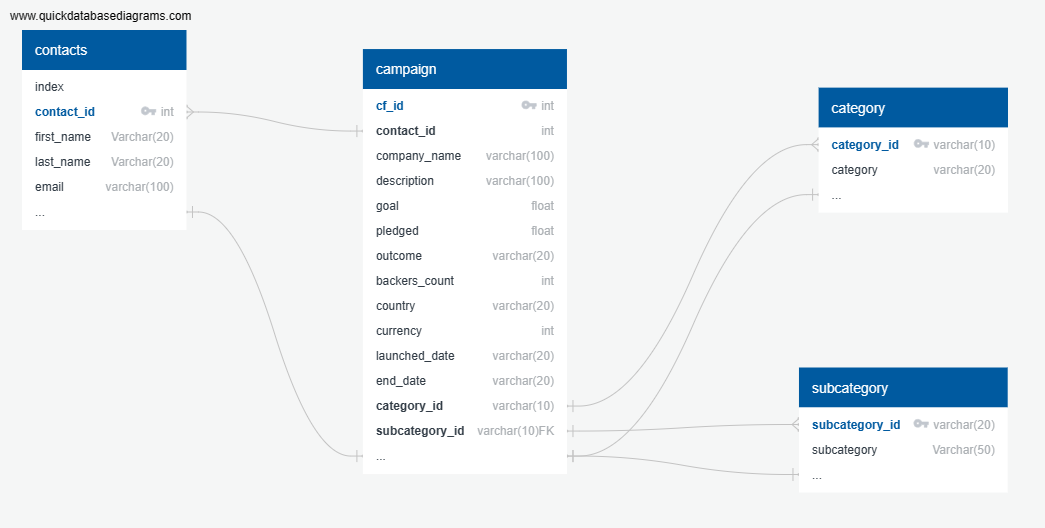 www.quickdatabasediagrams.com
contacts
index
contact_id int
first_name Varchar(20)
last_name Varchar(20)
email varchar(100)
...
campaign
cf_id int
contact_id int
company_name varchar(100)
description varchar(100)
goal float
pledged float
outcome varchar(20)
backers_count int
country varchar(20)
currency int
launched_date varchar(20)
end_date varchar(20)
category_id varchar(10)
subcategory_id varchar(10)FK
...
category
category_id varchar(10)
category varchar(20)
...
subcategory
subcategory_id varchar(20)
subcategory Varchar(50)
...